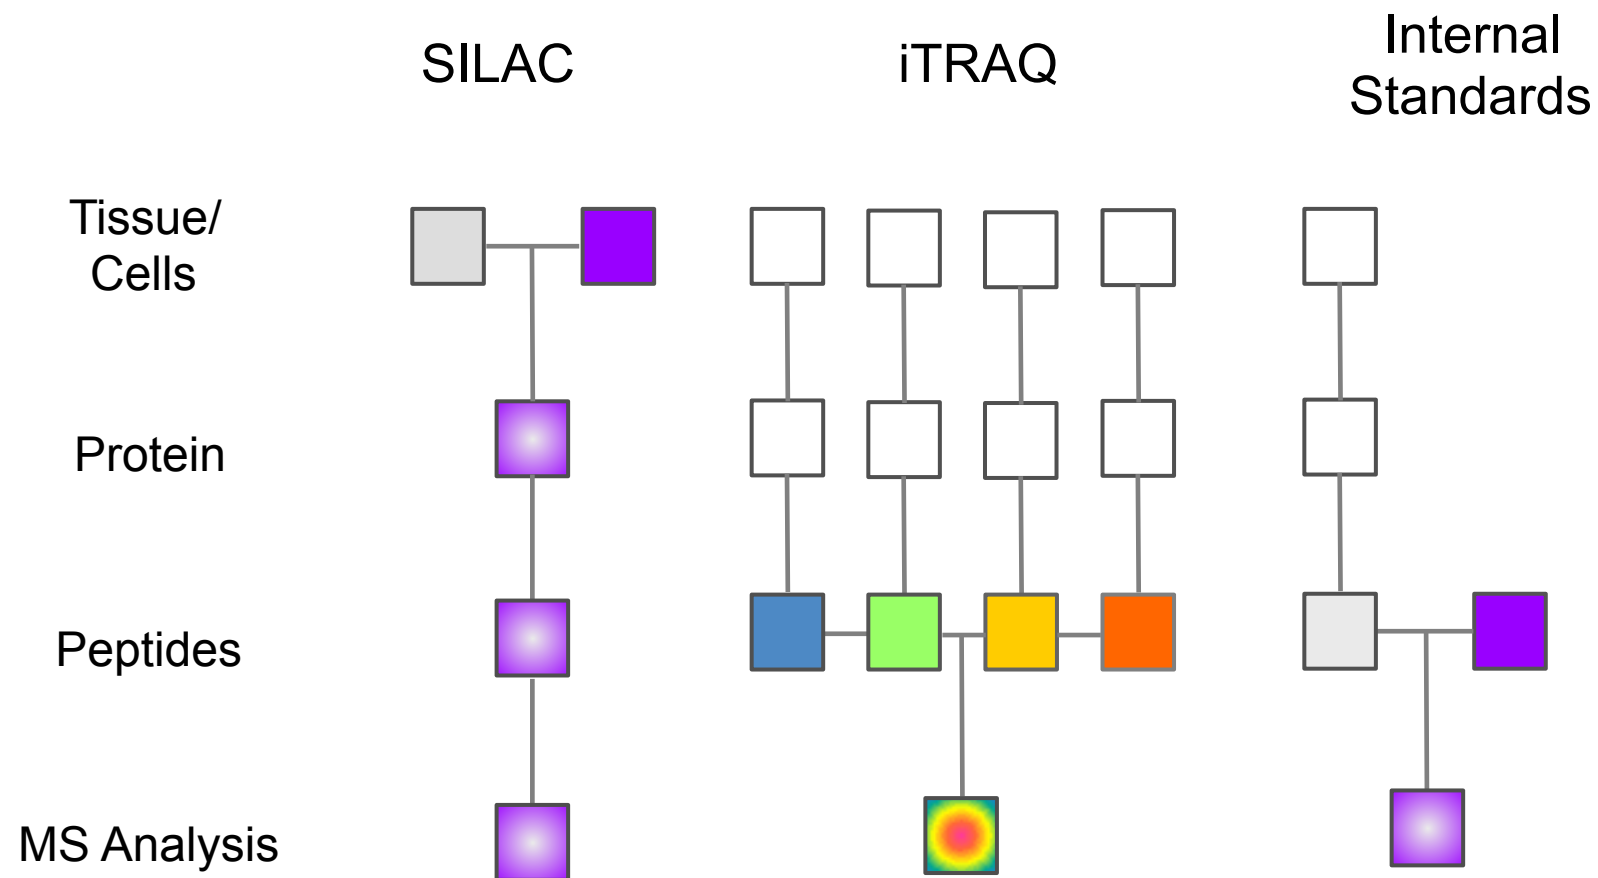 SILAC
iTRAQ
Internal
Standards
Tissue/
Cells
Protein
Peptides
MS Analysis